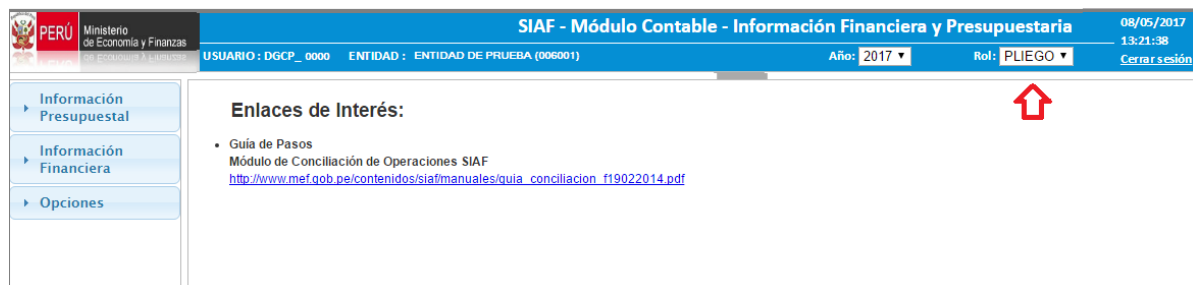 PERÚ
Ministerio
de Economía y Finanzas
SIAF - Módulo Contable - Información Financiera y Presupuestaria
08/05/2017
13:21:38
USUARIO : DGCP_ 0000 ENTIDAD : ENTIDAD DE PRUEBA (006001) Año: 2017 Rol: PLIEGO
Cerrar sesión
Información
Presupuestal
Información
Financiera
Opciones
Enlaces de Interés:
• Guía de Pasos
Módulo de Conciliación de Operaciones SIAF
http://www.mef.gob.pe/contenidos/siaf/manuales/guia_conciliacion_f19022014.pdf